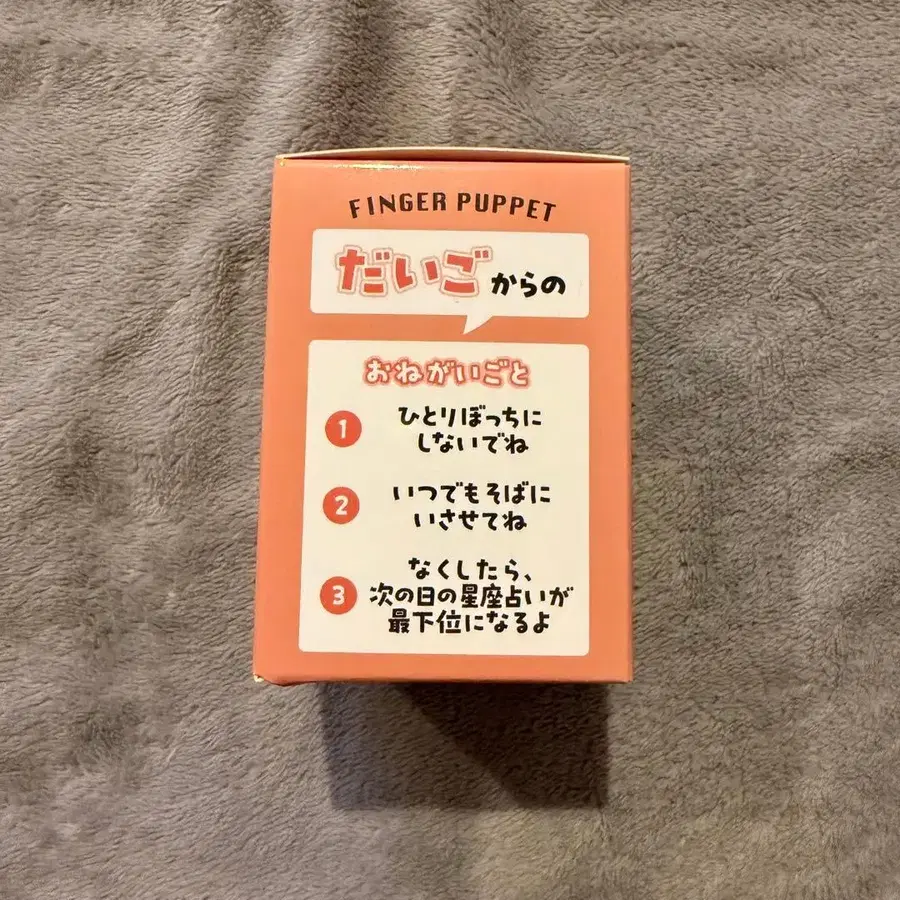 FINGER PUPPET
だいごからの
おねがいごと
1 ひとりぼっちに
しないでね
2 いつでもそばに
いさせてね
3 なくしたら、
次の日の星座占いが
最下位になるよ